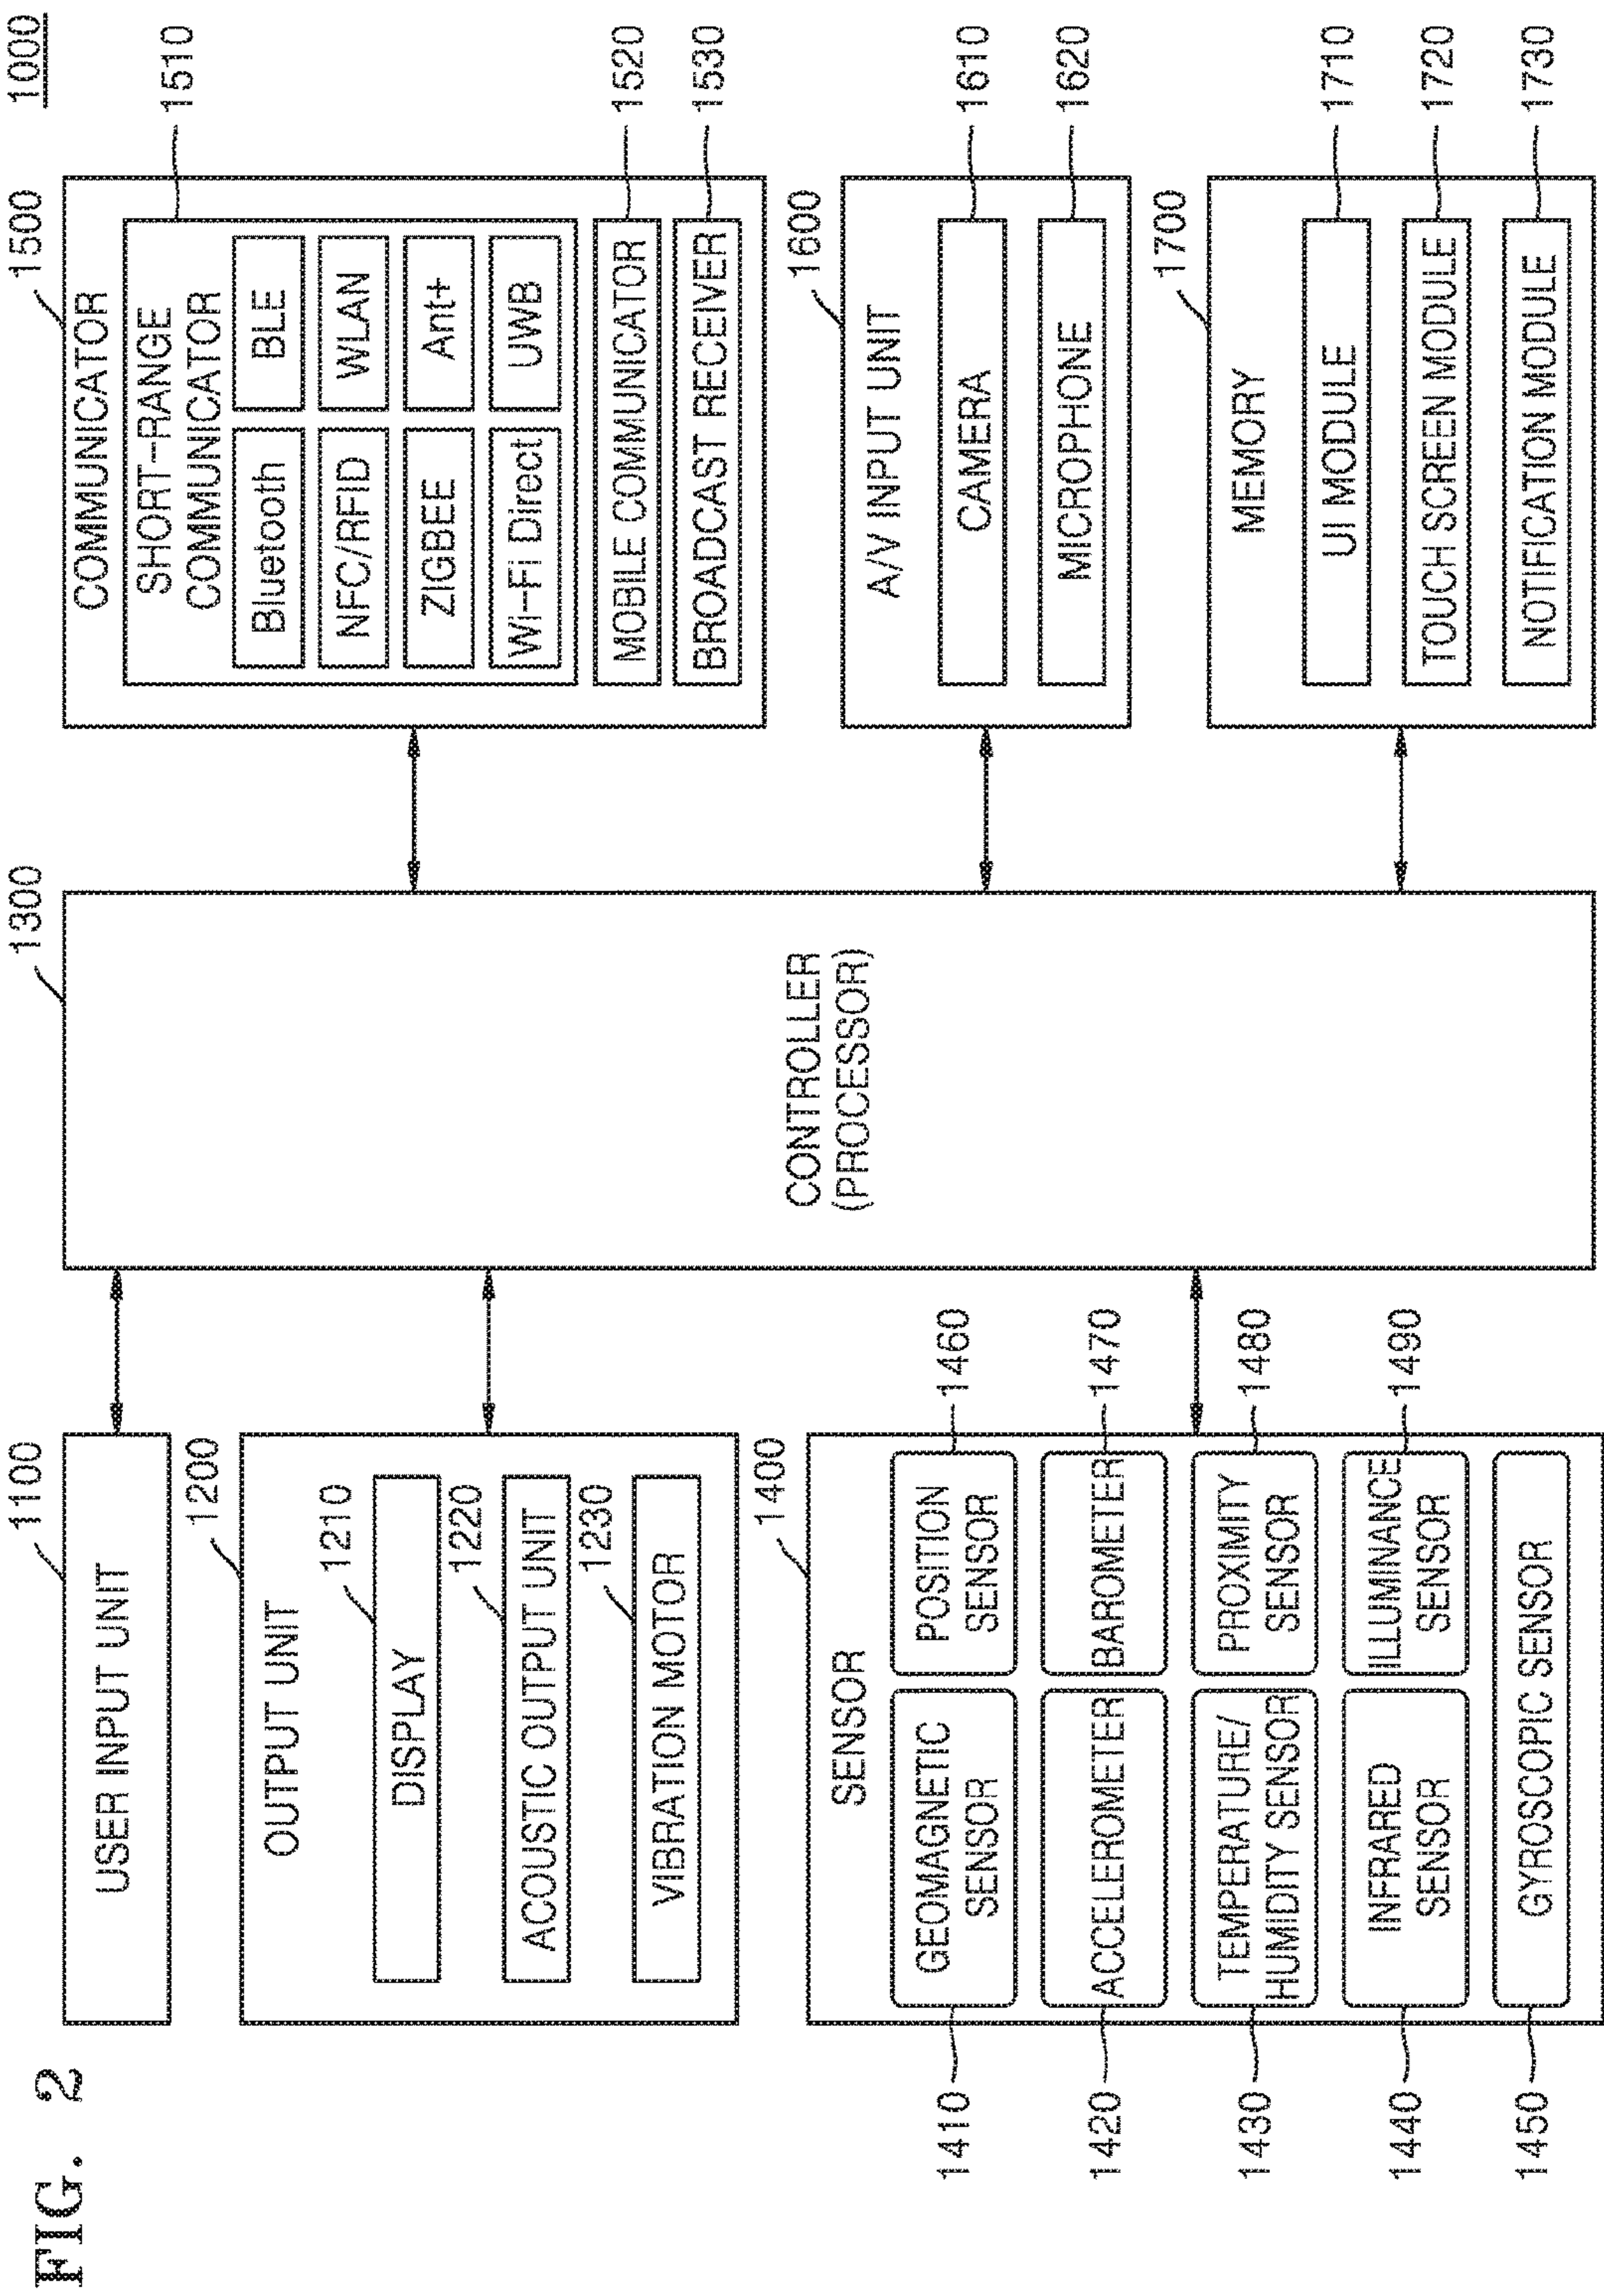 FIG. 2
1000
1100
USER INPUT UNIT
1200
OUTPUT UNIT
1210
DISPLAY
1220
ACOUSTIC OUTPUT UNIT
1230
VIBRATION MOTOR
1400
SENSOR
1410
GEOMAGNETIC
SENSOR
POSITION
SENSOR
1460
1420
ACCELEROMETER
BAROMETER
1470
1430
TEMPERATURE/
HUMIDITY SENSOR
PROXIMITY
SENSOR
1480
1440
INFRARED
SENSOR
ILLUMINANCE
SENSOR
1490
1450
GYROSCOPIC SENSOR
1300
CONTROLLER
(PROCESSOR)
1500
COMMUNICATOR
SHORT-RANGE
COMMUNICATOR
1510
Bluetooth
BLE
NFC/RFID
WLAN
ZIGBEE
Ant+
Wi-Fi Direct
UWB
MOBILE COMMUNICATOR
1520
BROADCAST RECEIVER
1530
1600
A/V INPUT UNIT
CAMERA
1610
MICROPHONE
1620
1700
MEMORY
UI MODULE
1710
TOUCH SCREEN MODULE
1720
NOTIFICATION MODULE
1730